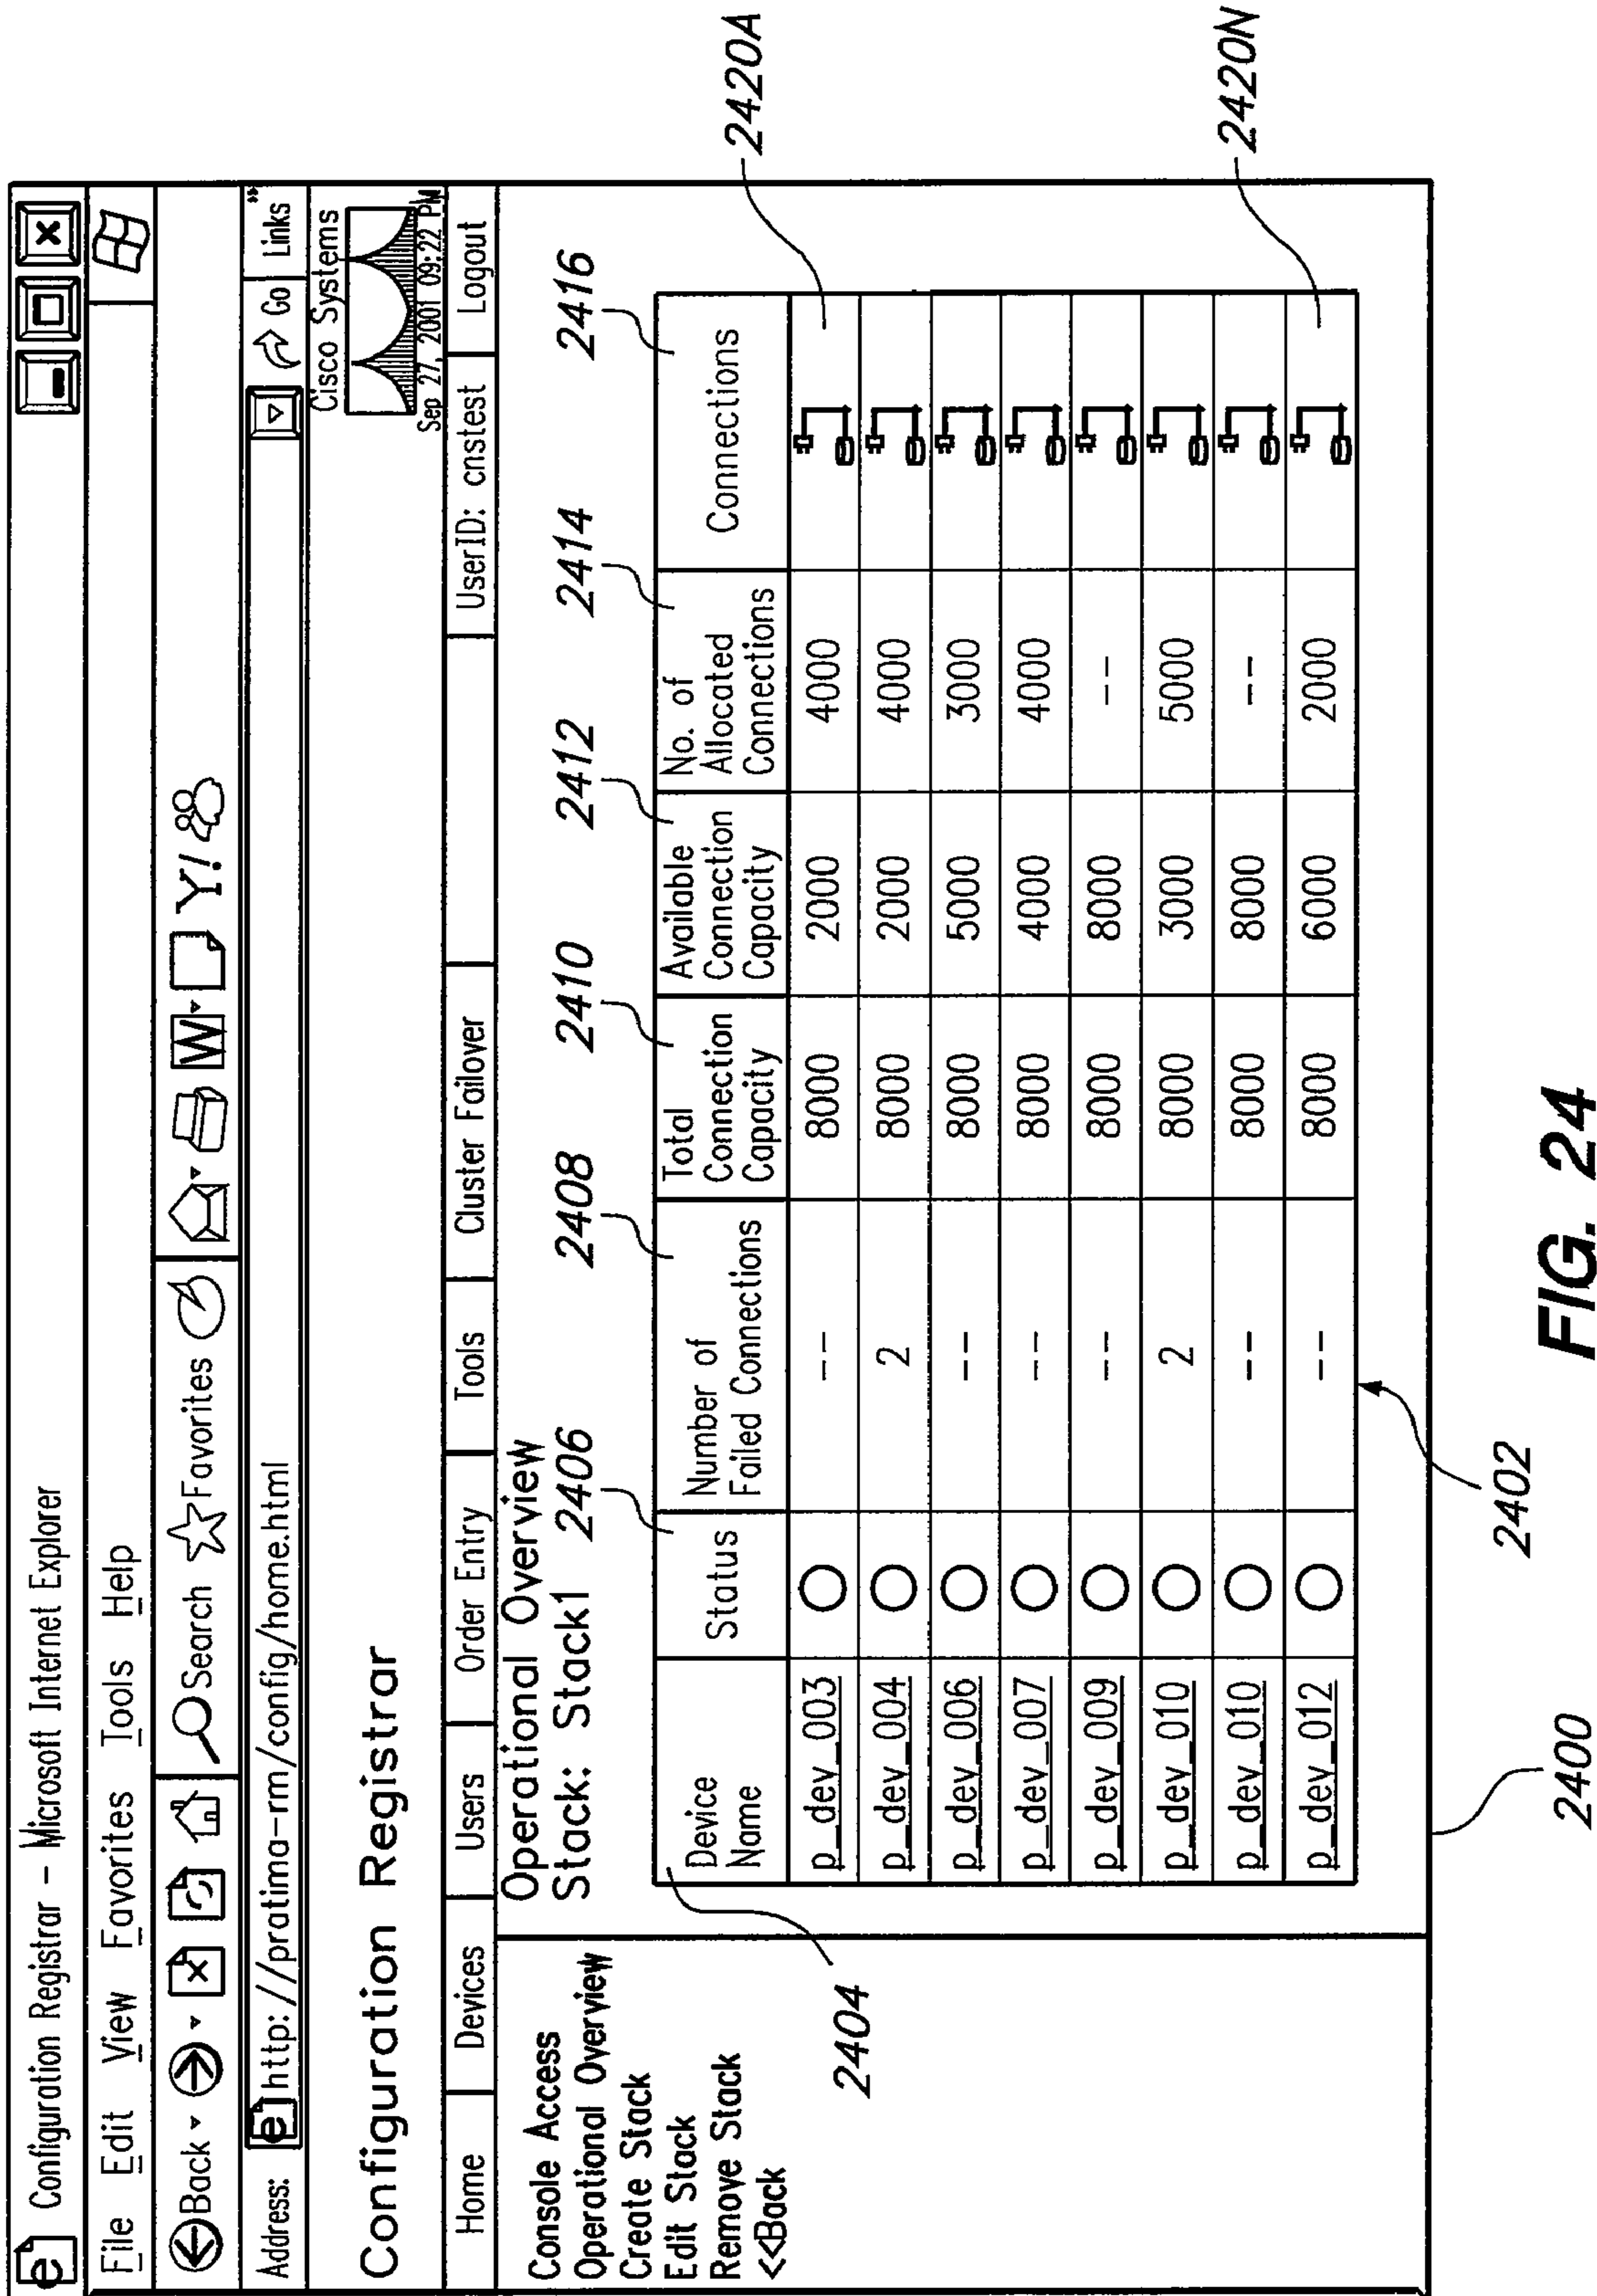 Configuration Registrar – Microsoft Internet Explorer
File Edit View Favorites Tools Help
Back Search Favorites W Y!
Address: http://pratima-rm/config/home.html Go Links »
Configuration Registrar
Cisco Systems
Sep 27, 2001 09:22 PM
Home Devices Users Order Entry Tools Cluster Failover UserID: cnstest Logout
Console Access
Operational Overview
Create Stack
Edit Stack
Remove Stack
<<Back
Operational Overview
Stack: Stack1
2404 2406 2408 2410 2412 2414 2416
Device Name Status Number of Failed Connections Total Connection Capacity Available Connection Capacity No. of Allocated Connections Connections
p_dev_003 -- 8000 2000 4000
p_dev_004 2 8000 2000 4000
p_dev_006 -- 8000 5000 3000
p_dev_007 -- 8000 4000 4000
p_dev_009 -- 8000 8000 --
p_dev_010 2 8000 3000 5000
p_dev_010 -- 8000 8000 --
p_dev_012 -- 8000 6000 2000
2420A
2420N
2402
2400
FIG. 24